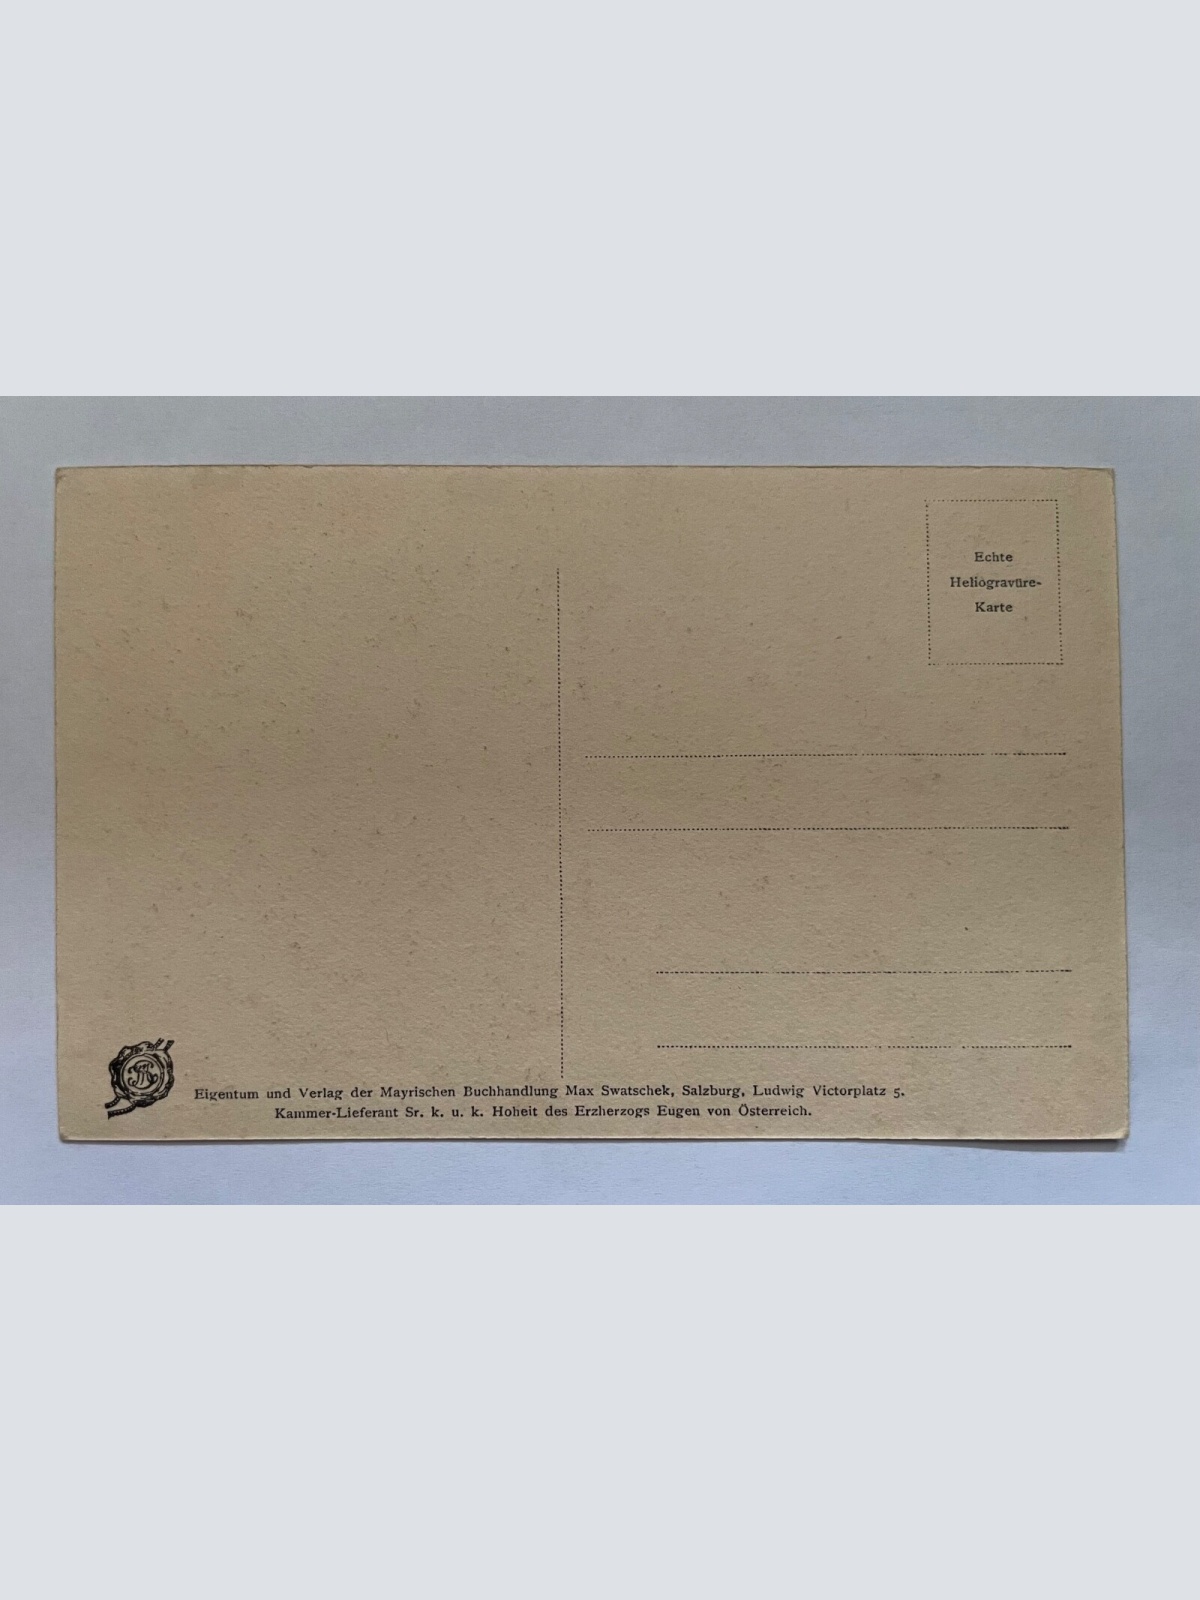 Echte
Heliogravüre-
Karte
Eigentum und Verlag der Mayrischen Buchhandlung Max Swatschek, Salzburg, Ludwig Victorplatz 5.
Kammer-Lieferant Sr. k. u. k. Hoheit des Erzherzogs Eugen von Österreich.